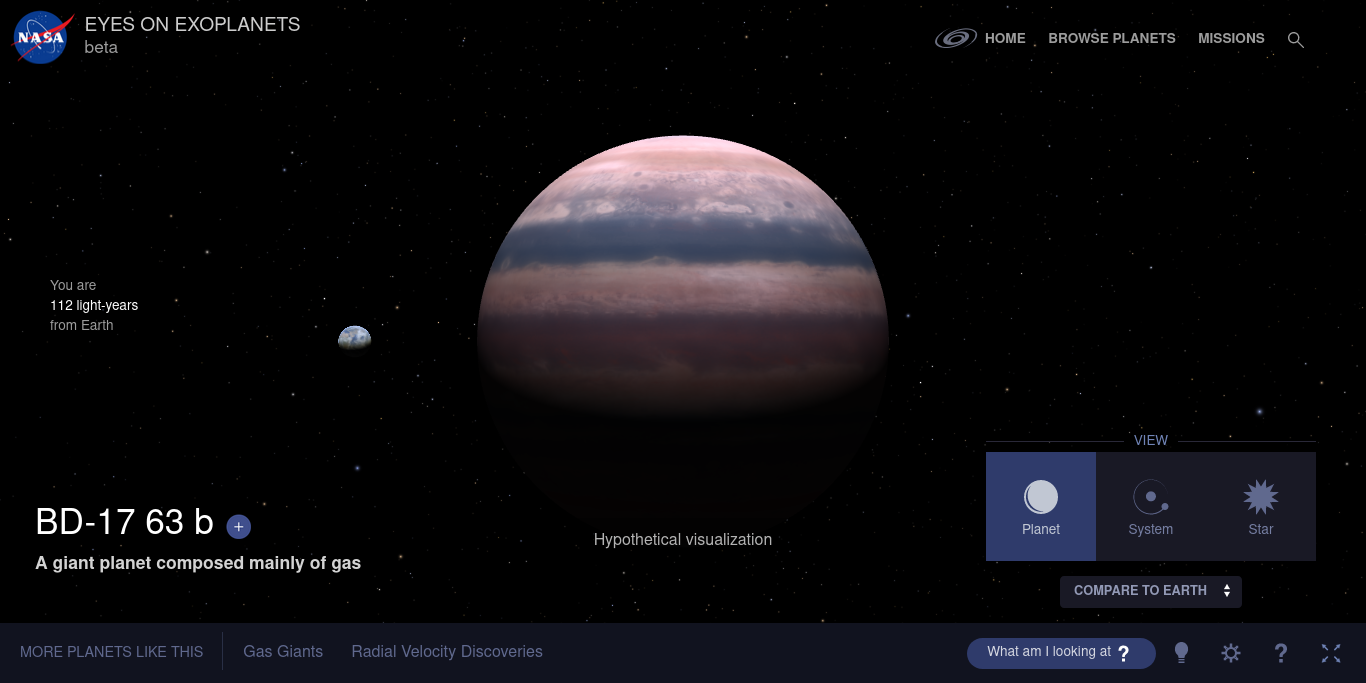 NASA
EYES ON EXOPLANETS
beta
HOME
BROWSE PLANETS
MISSIONS
You are
112 light-years
from Earth
VIEW
Planet
System
Star
BD-17 63 b +
A giant planet composed mainly of gas
Hypothetical visualization
COMPARE TO EARTH
MORE PLANETS LIKE THIS
Gas Giants
Radial Velocity Discoveries
What am I looking at ?
?